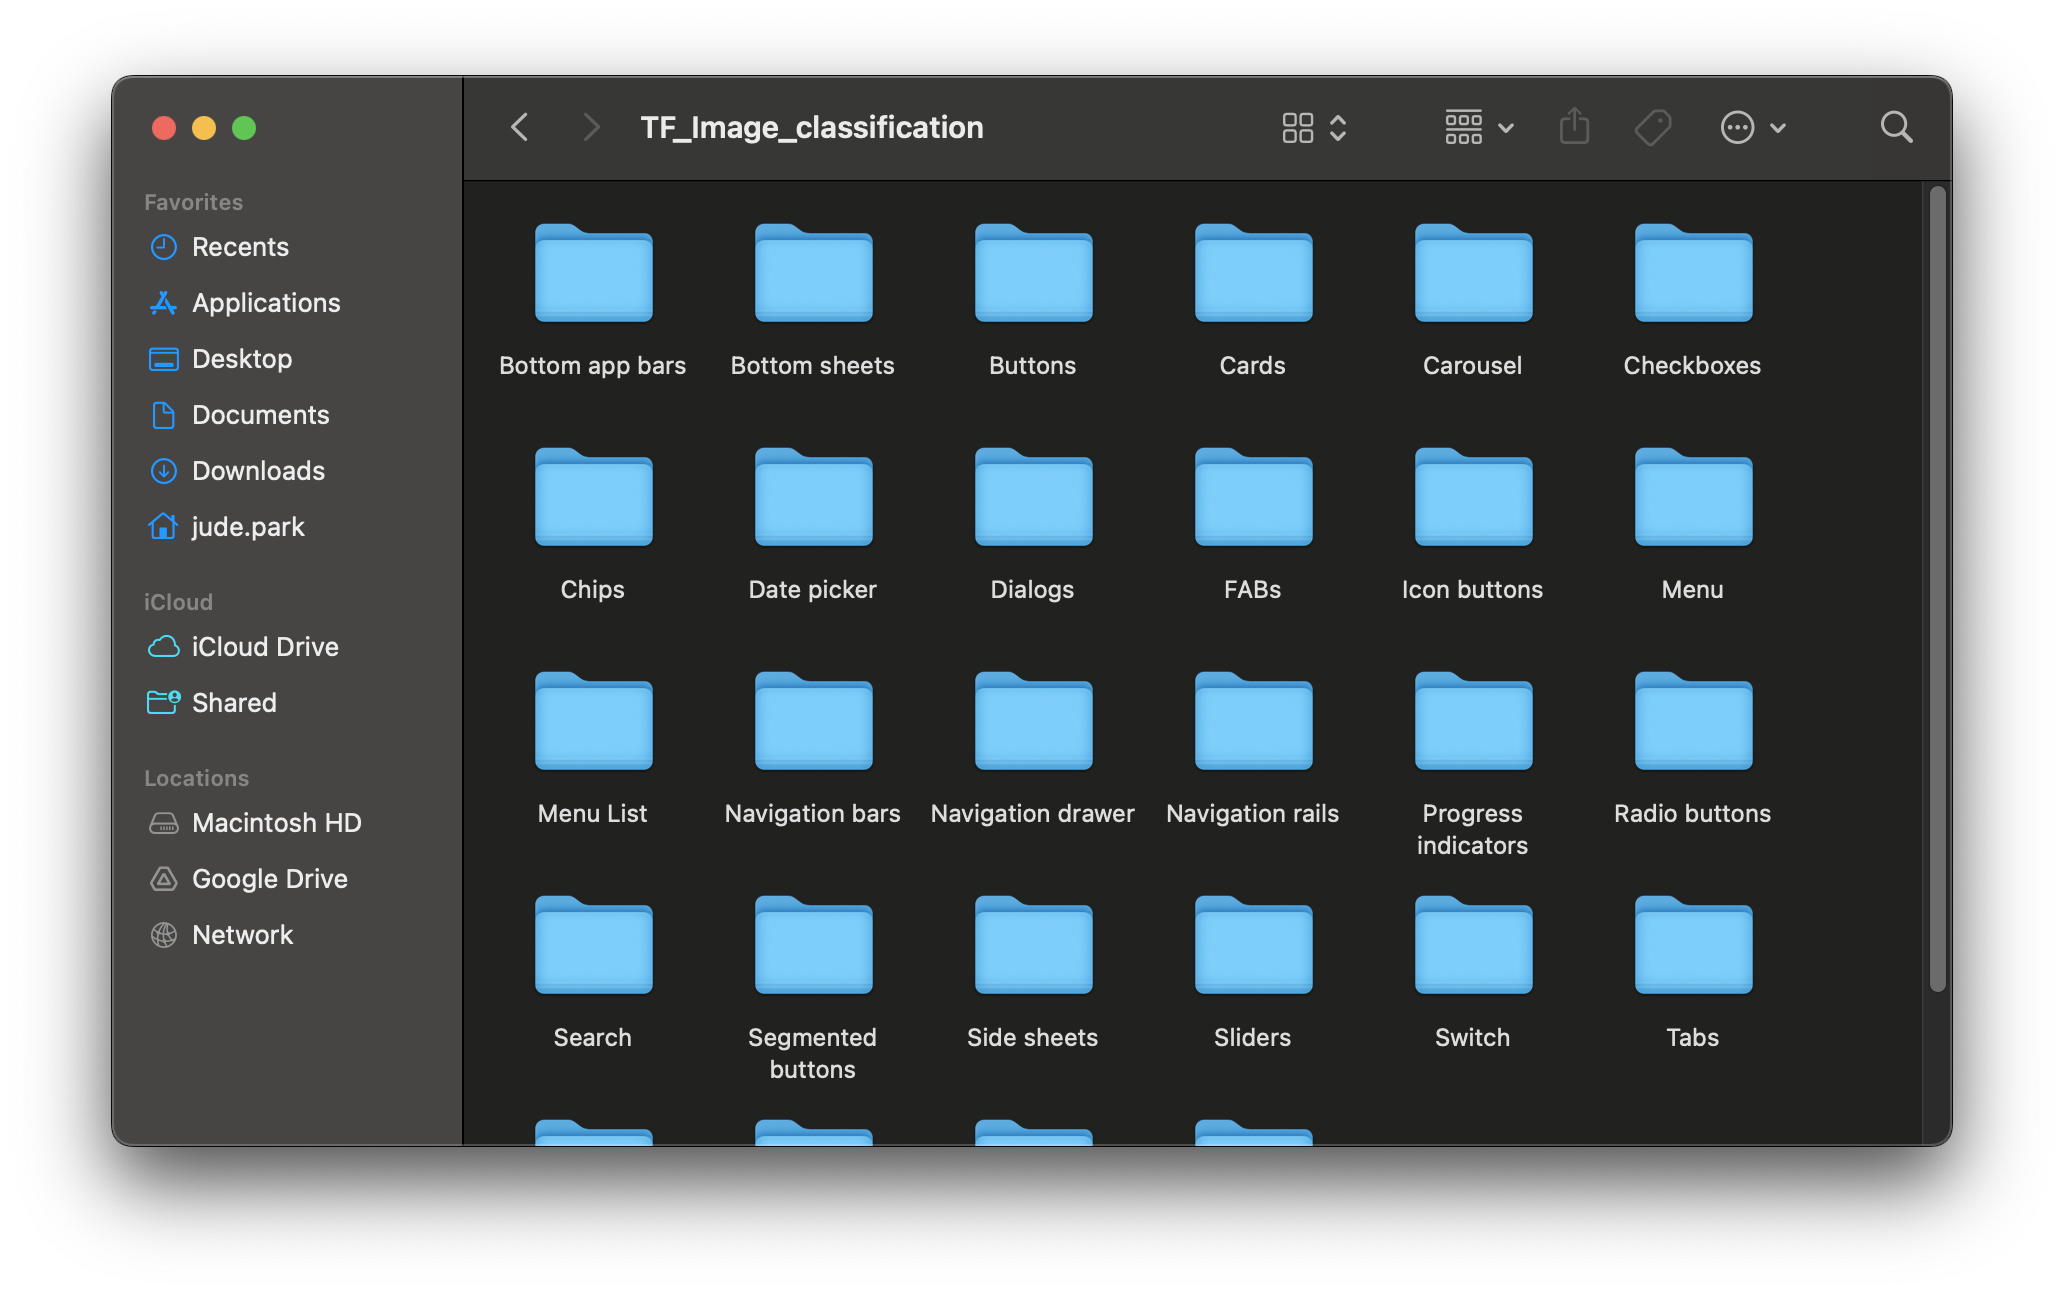 TF_Image_classification
Favorites
Recents
Applications
Desktop
Documents
Downloads
jude.park
iCloud
iCloud Drive
Shared
Locations
Macintosh HD
Google Drive
Network
Bottom app bars
Bottom sheets
Buttons
Cards
Carousel
Checkboxes
Chips
Date picker
Dialogs
FABs
Icon buttons
Menu
Menu List
Navigation bars
Navigation drawer
Navigation rails
Progress
indicators
Radio buttons
Search
Segmented
buttons
Side sheets
Sliders
Switch
Tabs